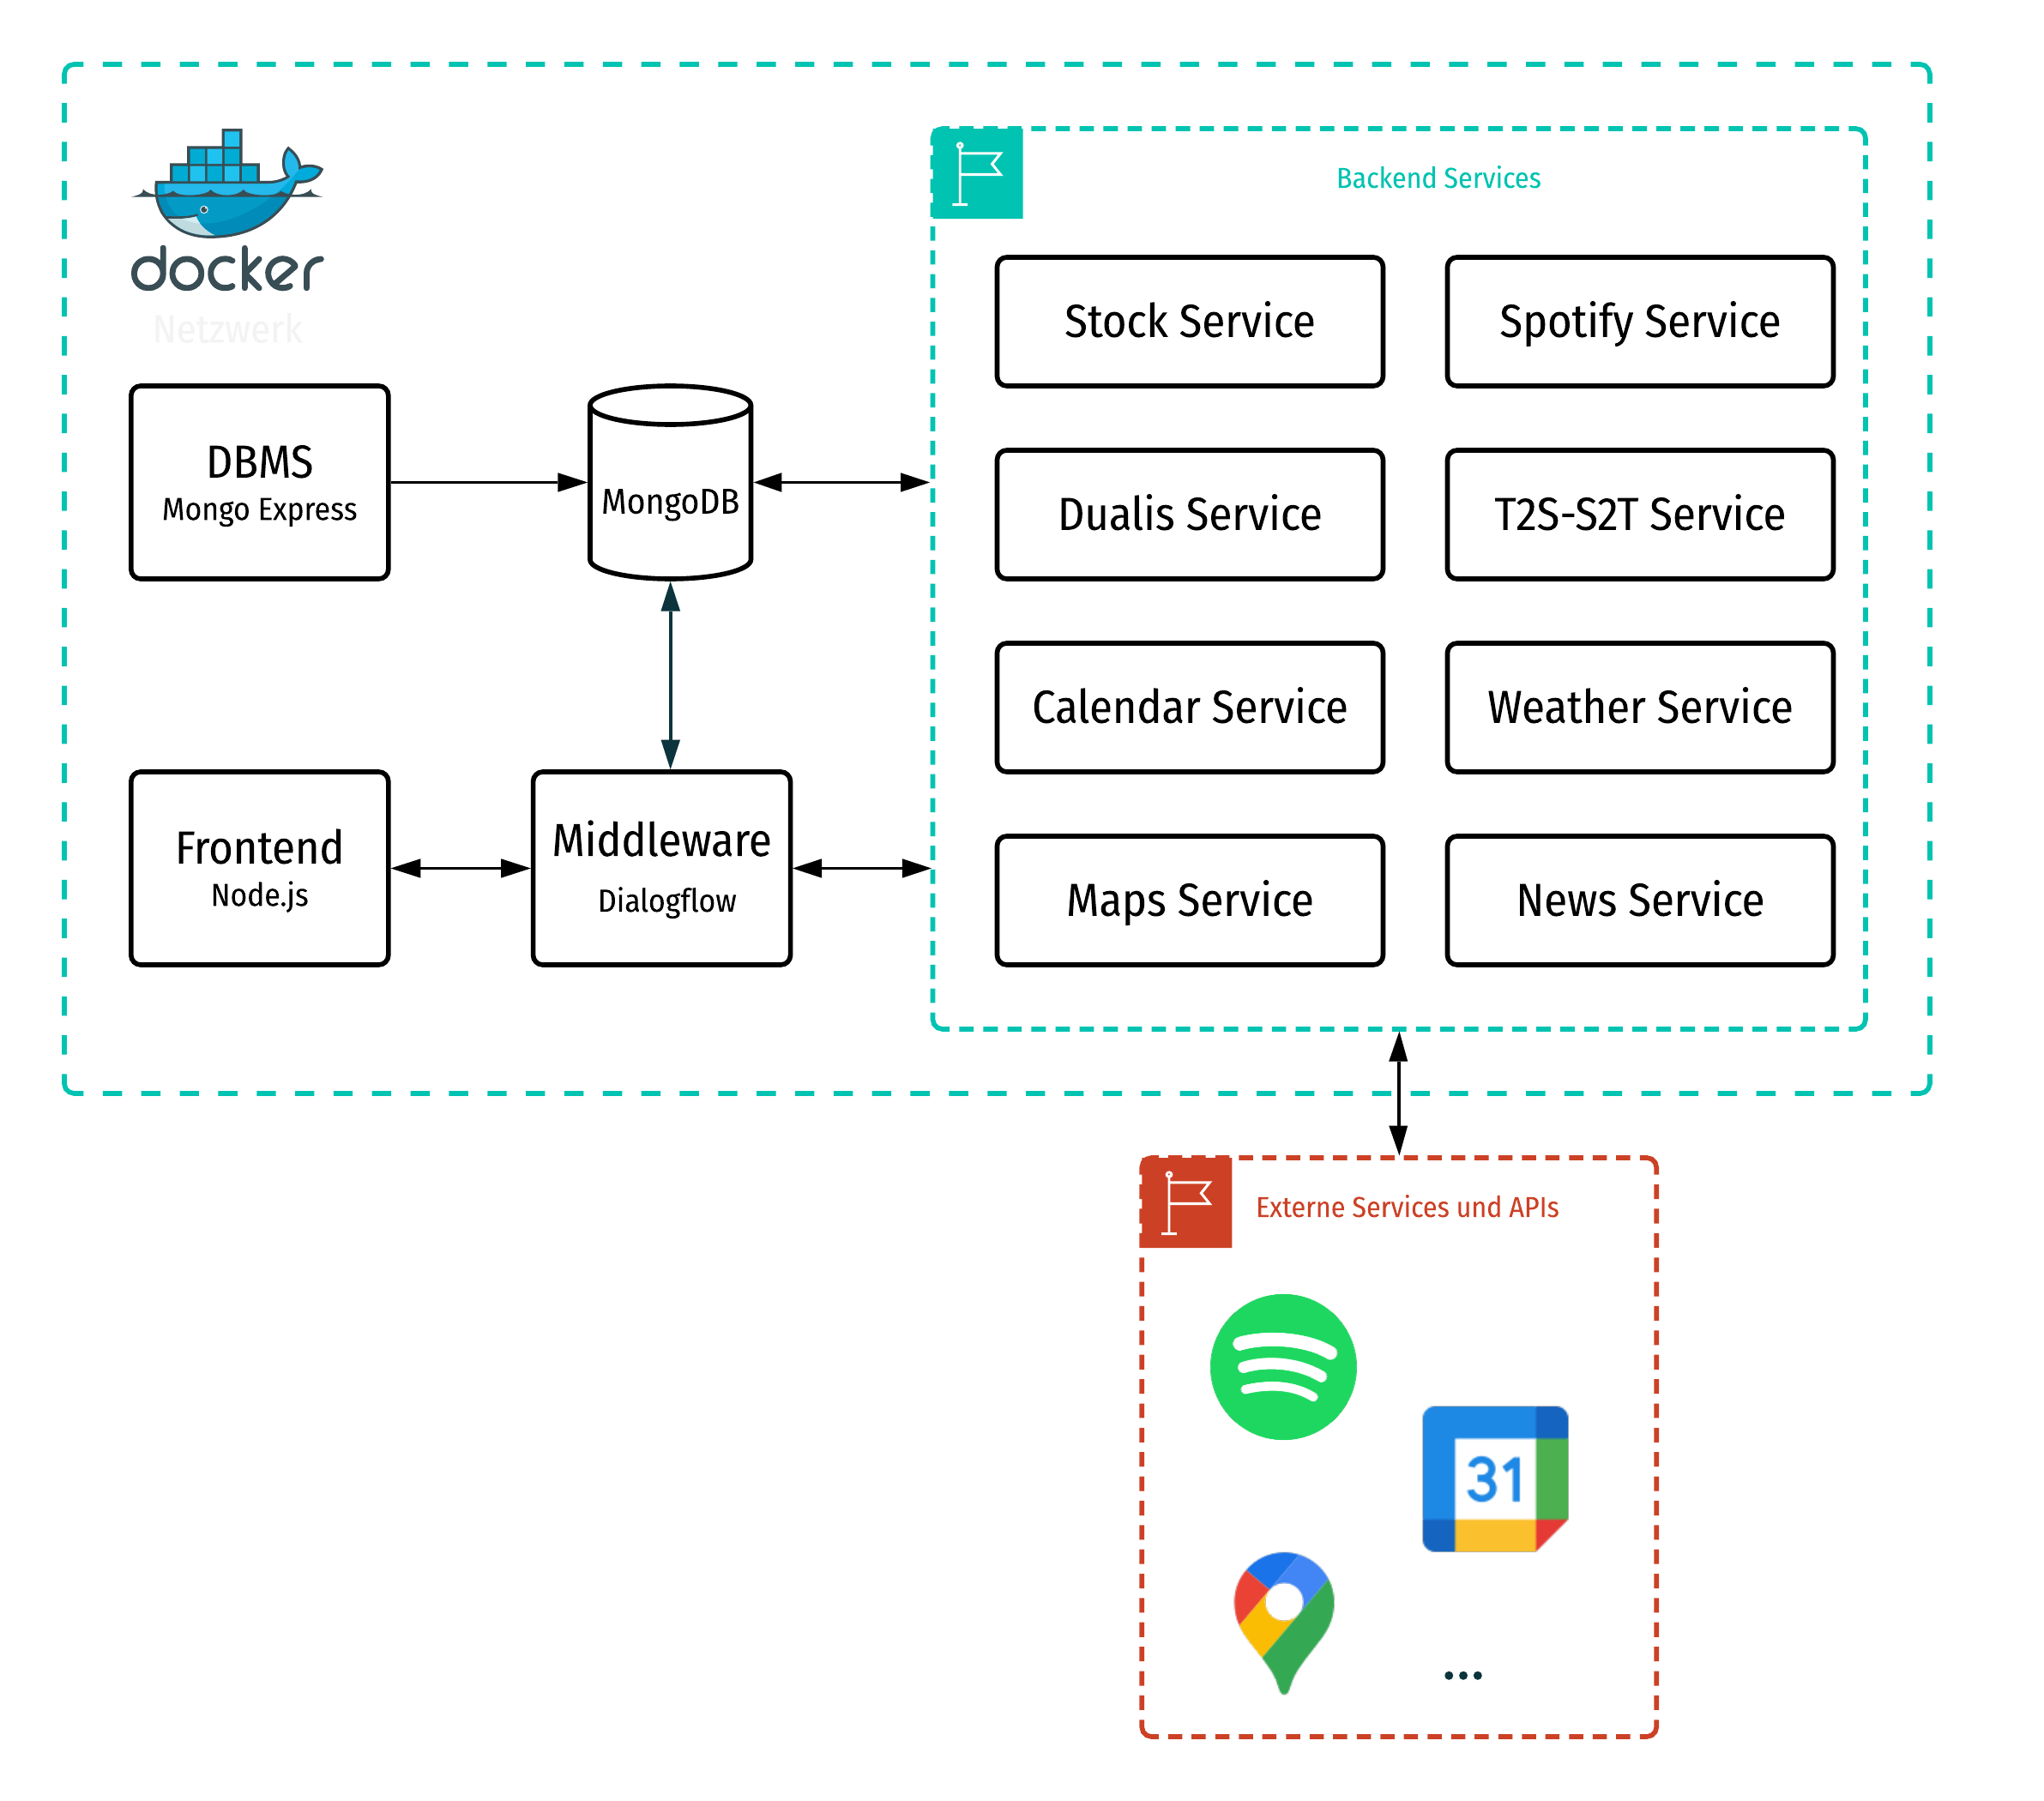 docker
Netzwerk
Backend Services
Stock Service
Spotify Service
DBMS
Mongo Express
MongoDB
Dualis Service
T2S-S2T Service
Calendar Service
Weather Service
Frontend
Node.js
Middleware
Dialogflow
Maps Service
News Service
Externe Services und APIs
31
...